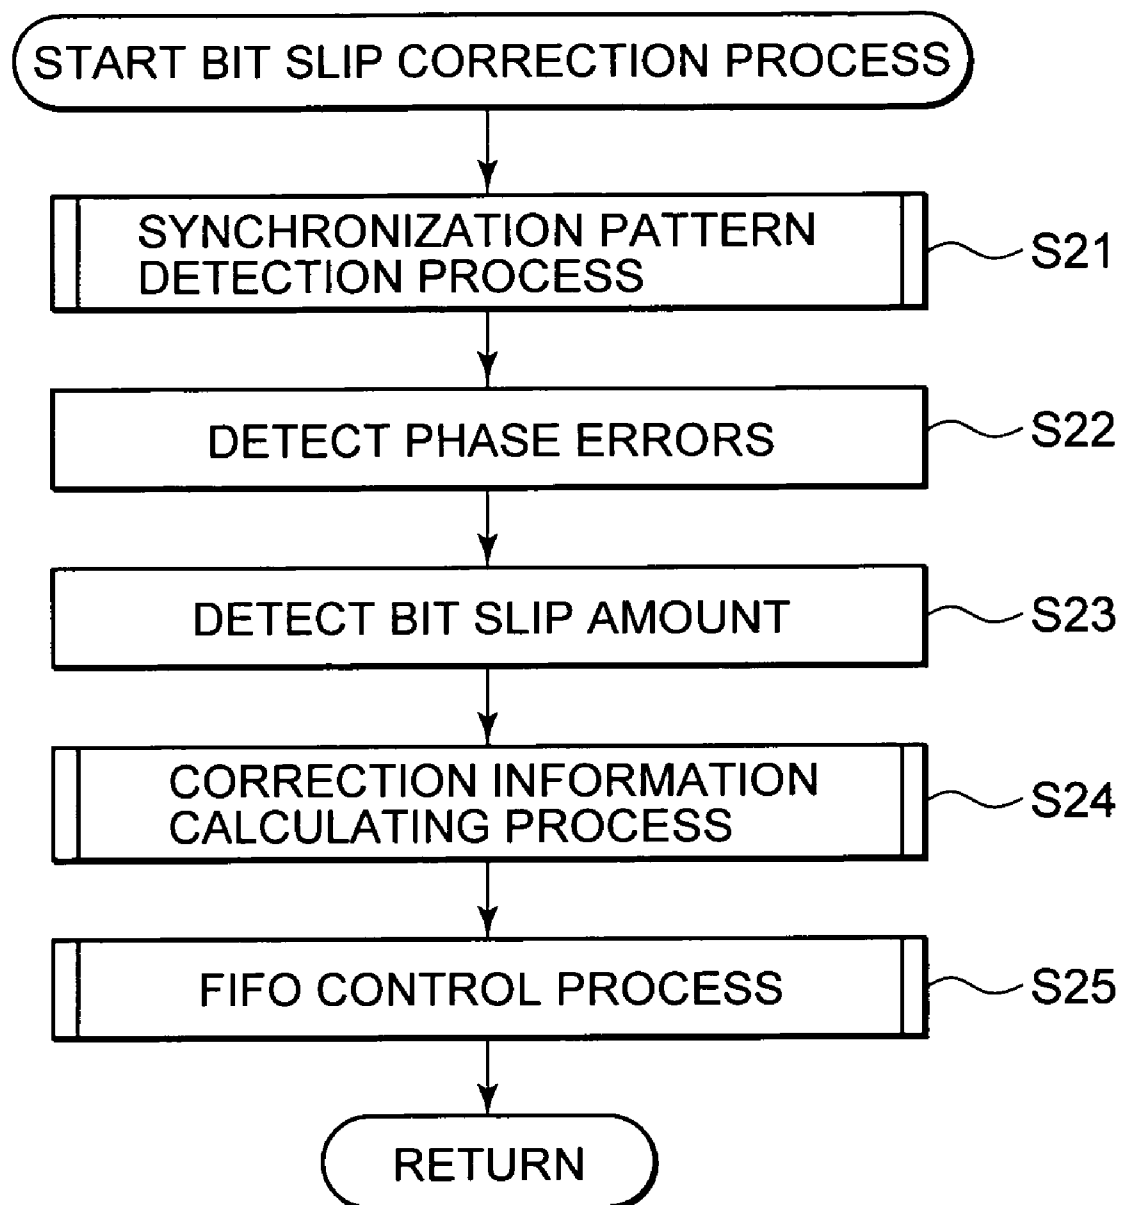 START BIT SLIP CORRECTION PROCESS
SYNCHRONIZATION PATTERN
DETECTION PROCESS
S21
DETECT PHASE ERRORS
S22
DETECT BIT SLIP AMOUNT
S23
CORRECTION INFORMATION
CALCULATING PROCESS
S24
FIFO CONTROL PROCESS
S25
RETURN